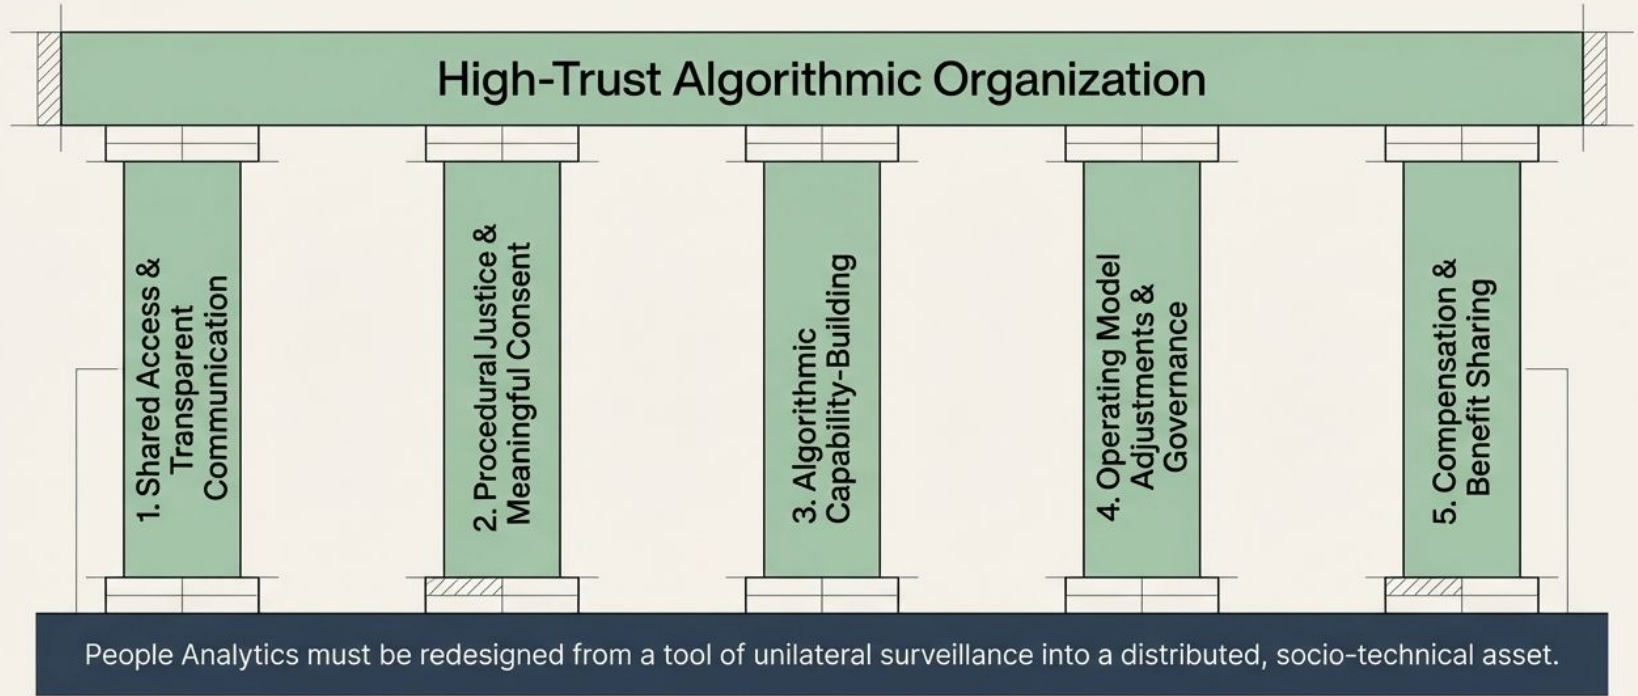 High-Trust Algorithmic Organization
1. Shared Access &
Transparent
Communication
2. Procedural Justice &
Meaningful Consent
3. Algorithmic
Capability-Building
4. Operating Model
Adjustments &
Governance
5. Compensation &
Benefit Sharing
People Analytics must be redesigned from a tool of unilateral surveillance into a distributed, socio-technical asset.